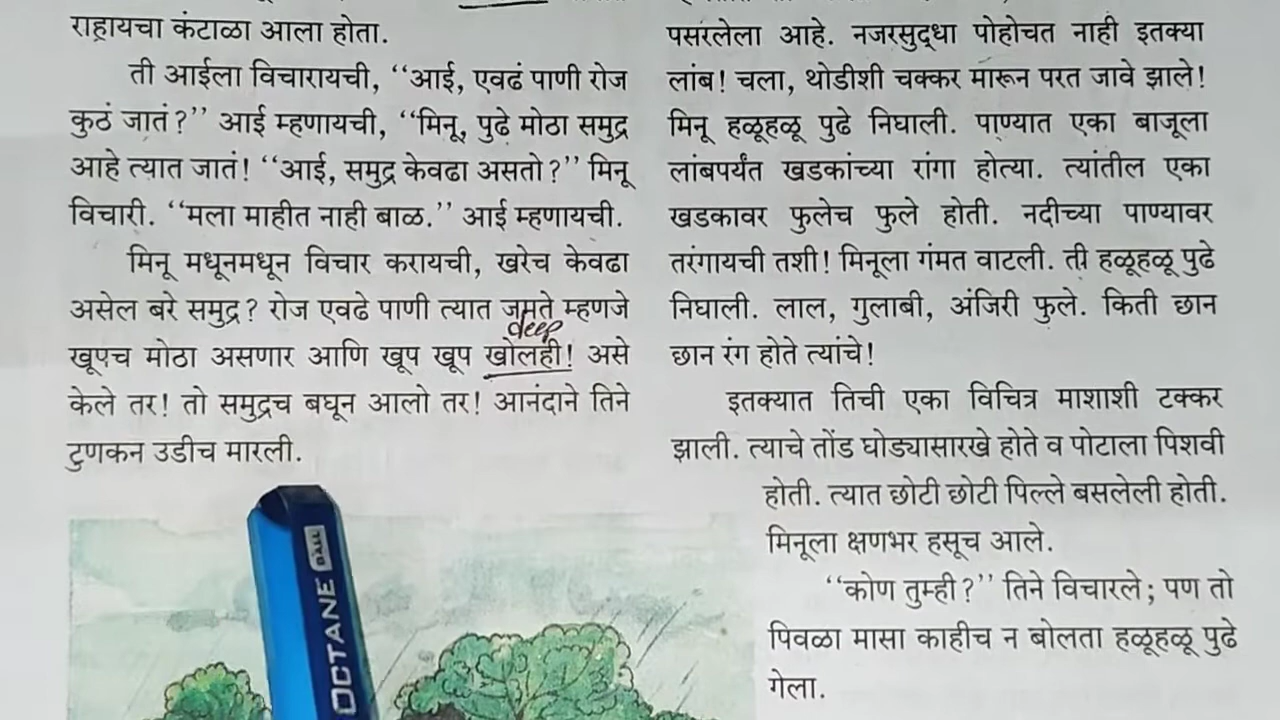 राहायचा कंटाळा आला होता.
ती आईला विचारायची, “आई, एवढं पाणी रोज
कुठं जातं?” आई म्हणायची, “मिनू, पुढे मोठा समुद्र
आहे त्यात जातं! “आई, समुद्र केवढा असतो?” मिनू
विचारी. “मला माहीत नाही बाळ.” आई म्हणायची.
मिनू मधूनमधून विचार करायची, खरेच केवढा
असेल बरे समुद्र? रोज एवढे पाणी त्यात जमते म्हणजे
deep
खूपच मोठा असणार आणि खूप खूप खोलही! असे
केले तर! तो समुद्रच बघून आलो तर! आनंदाने तिने
टुणकन उडीच मारली.
पसरलेला आहे. नजरसुद्धा पोहोचत नाही इतक्या
लांब! चला, थोडीशी चक्कर मारून परत जावे झाले!
मिनू हळूहळू पुढे निघाली. पाण्यात एका बाजूला
लांबपर्यंत खडकांच्या रांगा होत्या. त्यांतील एका
खडकावर फुलेच फुले होती. नदीच्या पाण्यावर
तरंगायची तशी! मिनूला गंमत वाटली. ती हळूहळू पुढे
निघाली. लाल, गुलाबी, अंजिरी फुले. किती छान
छान रंग होते त्यांचे!
इतक्यात तिची एका विचित्र माशाशी टक्कर
झाली. त्याचे तोंड घोड्यासारखे होते व पोटाला पिशवी
होती. त्यात छोटी छोटी पिल्ले बसलेली होती.
मिनूला क्षणभर हसूच आले.
“कोण तुम्ही?” तिने विचारले; पण तो
पिवळा मासा काहीच न बोलता हळूहळू पुढे
गेला.
OCTANE BALL